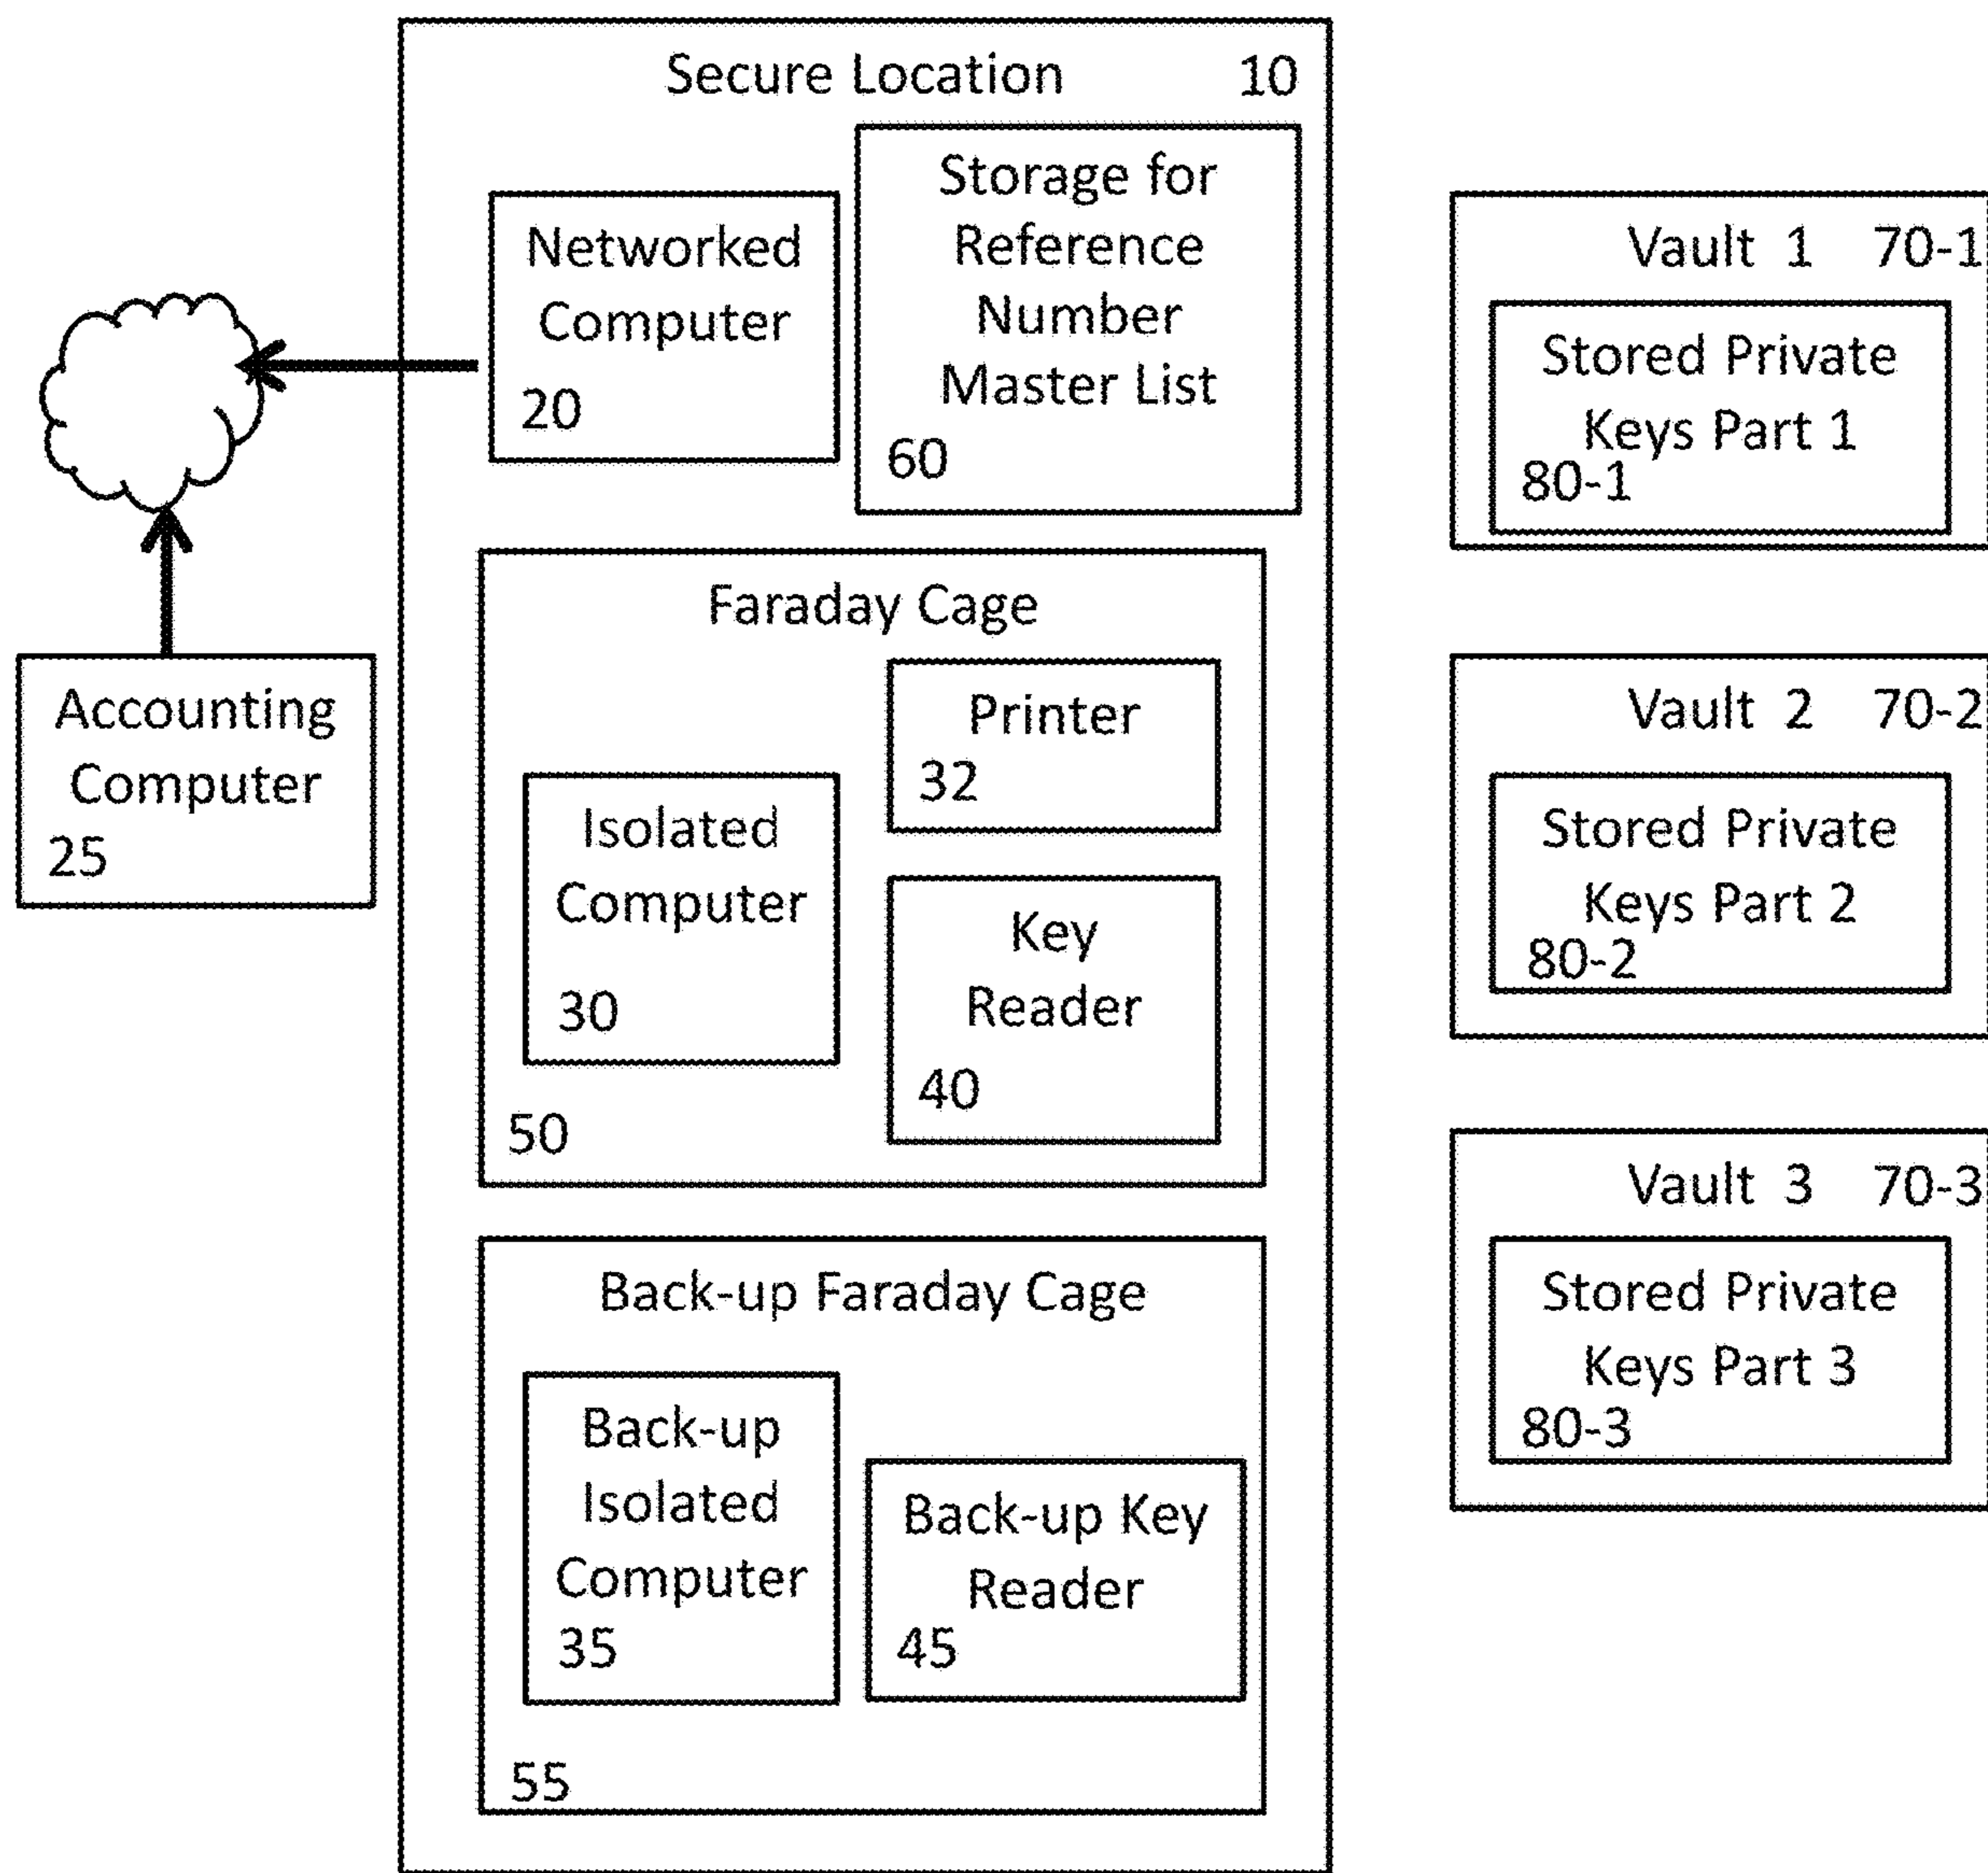 Secure Location 10
Networked
Computer
20
Storage for
Reference
Number
Master List
60
Accounting
Computer
25
Faraday Cage
Printer
32
Isolated
Computer
30
Key
Reader
40
50
Back-up Faraday Cage
Back-up
Isolated
Computer
35
Back-up Key
Reader
45
55
Vault 1 70-1
Stored Private
Keys Part 1
80-1
Vault 2 70-2
Stored Private
Keys Part 2
80-2
Vault 3 70-3
Stored Private
Keys Part 3
80-3